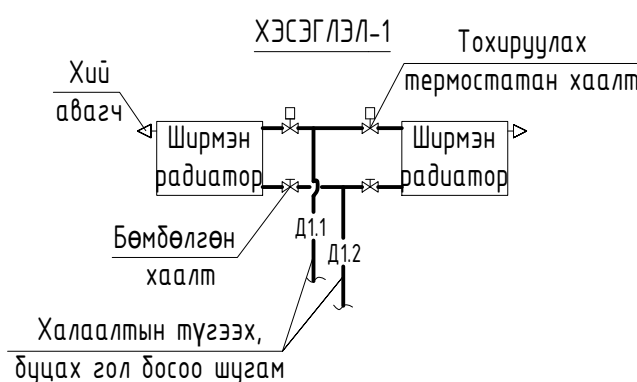 ХЭСЭГЛЭЛ-1
Тохируулах
термостатан хаалт
Хий
авагч
Ширмэн
радиатор
Ширмэн
радиатор
Д1.1
Д1.2
Бөмбөлгөн
хаалт
Халаалтын түгээх,
буцах гол босоо шугам